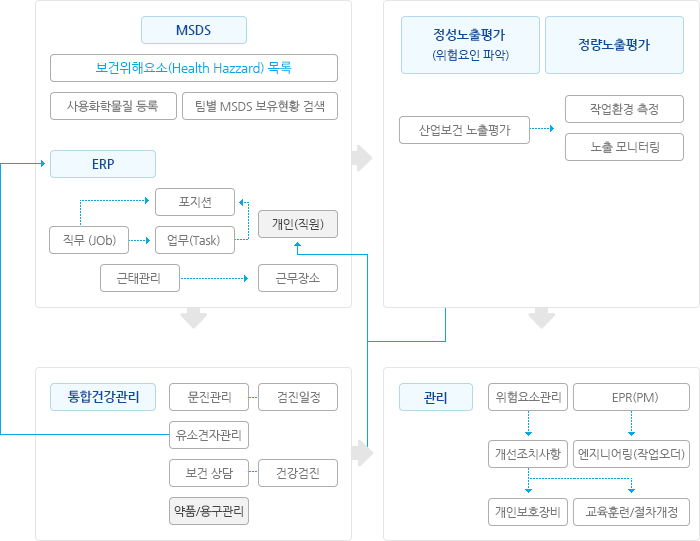 MSDS
보건위해요소(Health Hazzard) 목록
사용화학물질 등록
팀별 MSDS 보유현황 검색
ERP
포지션
직무 (JOb)
업무(Task)
개인(직원)
근태관리
근무장소
정성노출평가
(위험요인 파악)
정량노출평가
산업보건 노출평가
작업환경 측정
노출 모니터링
통합건강관리
문진관리
검진일정
유소견자관리
보건 상담
건강검진
약품/용구관리
관리
위험요소관리
EPR(PM)
개선조치사항
엔지니어링(작업오더)
개인보호장비
교육훈련/절차개정